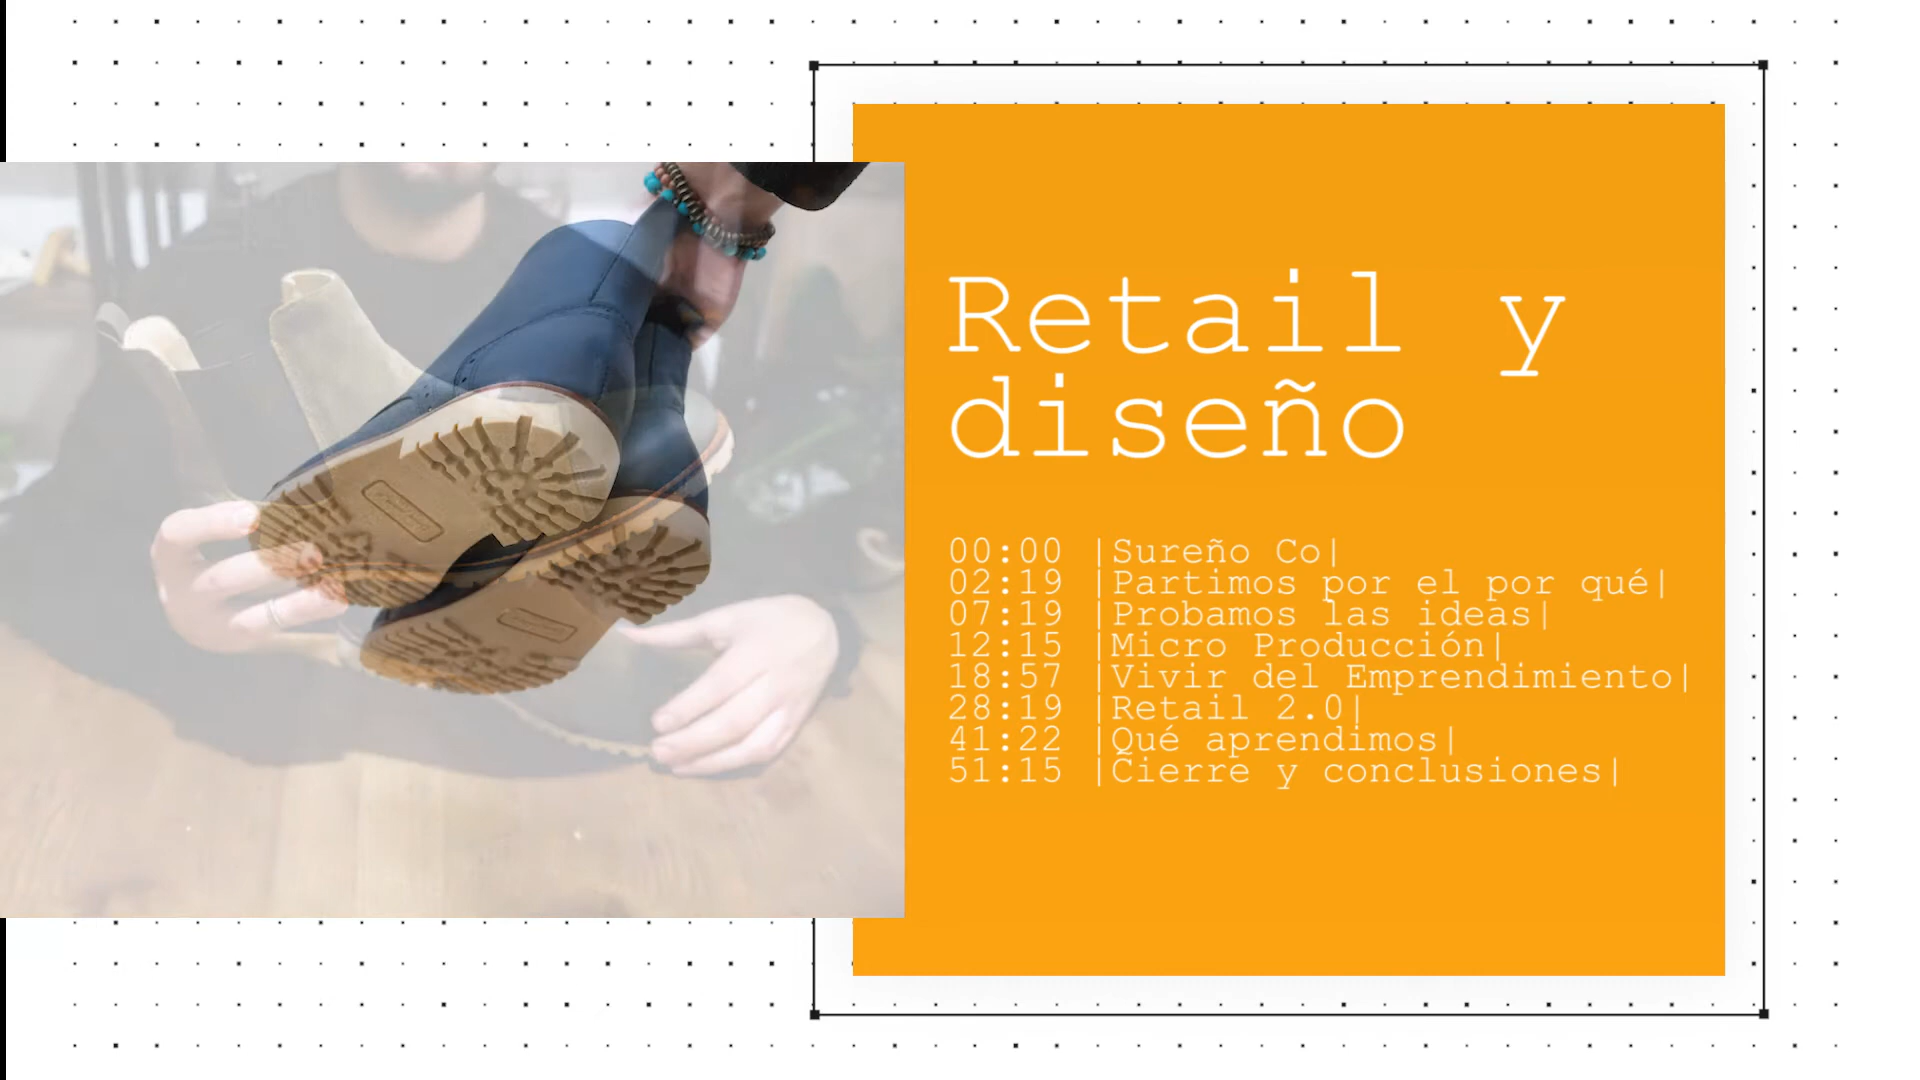 Retail y
diseño
00:00 |Sureño Co|
02:19 |Partimos por el por qué|
07:19 |Probamos las ideas|
12:15 |Micro Producción|
18:57 |Vivir del Emprendimiento|
28:19 |Retail 2.0|
41:22 |Qué aprendimos|
51:15 |Cierre y conclusiones|